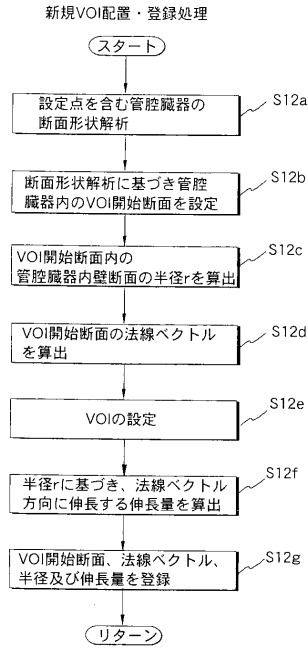 新規VOI配置・登録処理
スタート
設定点を含む管腔臓器の
断面形状解析
S12a
断面形状解析に基づき管腔
臓器内のVOI開始断面を設定
S12b
VOI開始断面内の
管腔臓器内壁断面の半径rを算出
S12c
VOI開始断面の法線ベクトル
を算出
S12d
VOIの設定
S12e
半径rに基づき、法線ベクトル
方向に伸長する伸長量を算出
S12f
VOI開始断面、法線ベクトル、
半径及び伸長量を登録
S12g
リターン